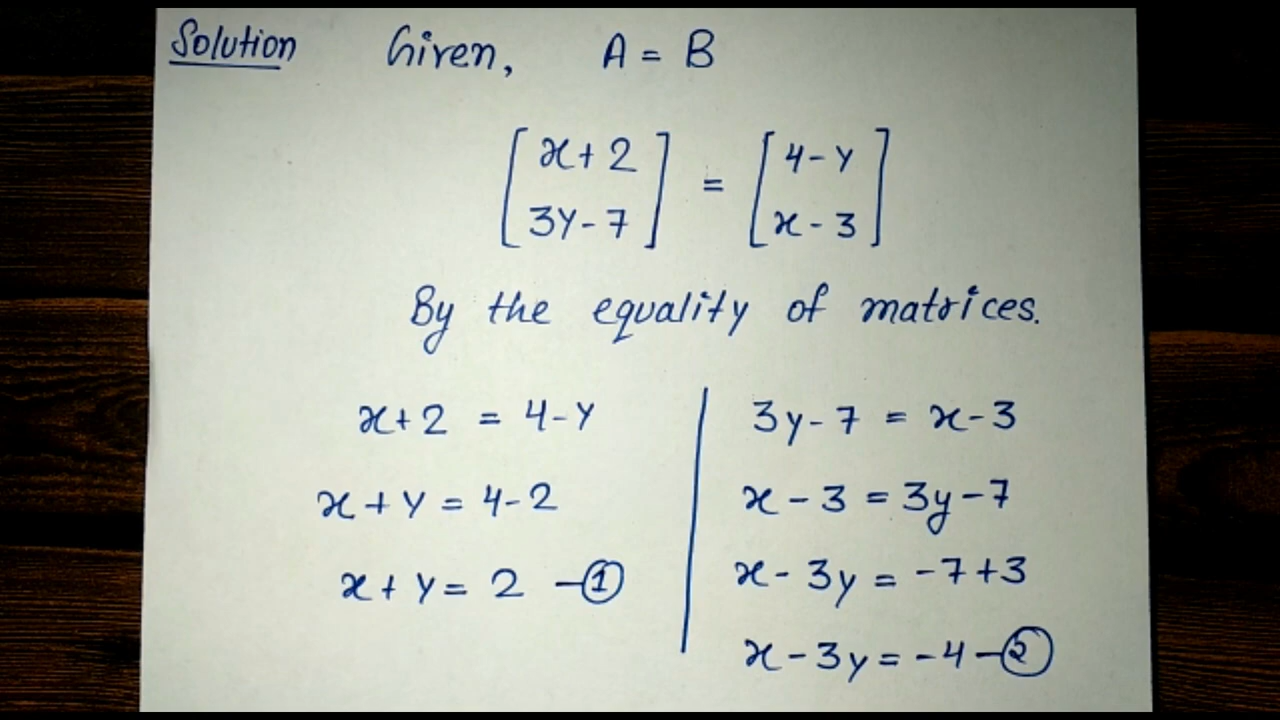 Solution Given, A = B
[x+2] = [4-Y]
[3Y-7] [x-3]
By the equality of matrices.
x+2 = 4-Y
x+Y = 4-2
x+Y = 2 —①
3y-7 = x-3
x-3 = 3y-7
x-3y = -7+3
x-3y = -4 —②